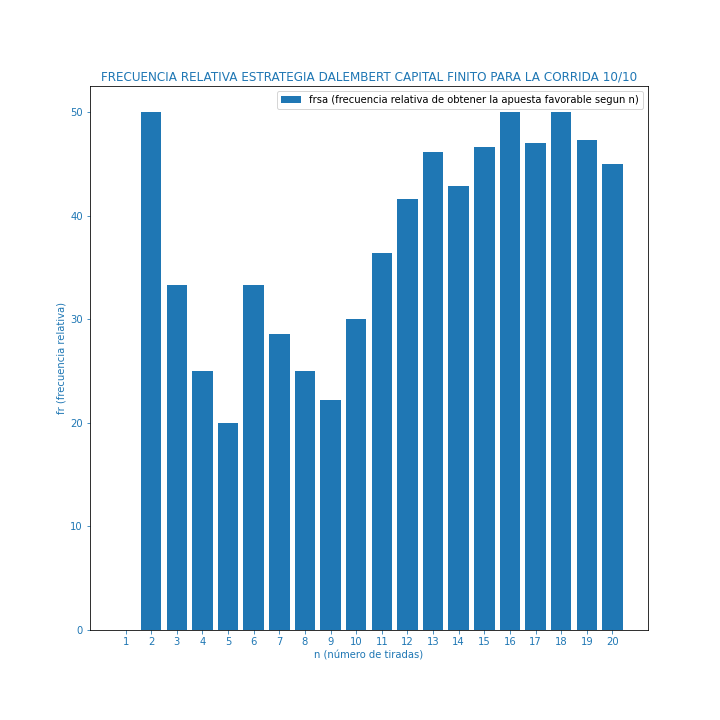 FRECUENCIA RELATIVA ESTRATEGIA DALEMBERT CAPITAL FINITO PARA LA CORRIDA 10/10
frsa (frecuencia relativa de obtener la apuesta favorable segun n)
fr (frecuencia relativa)
50
40
30
20
10
0
1 2 3 4 5 6 7 8 9 10 11 12 13 14 15 16 17 18 19 20
n (número de tiradas)